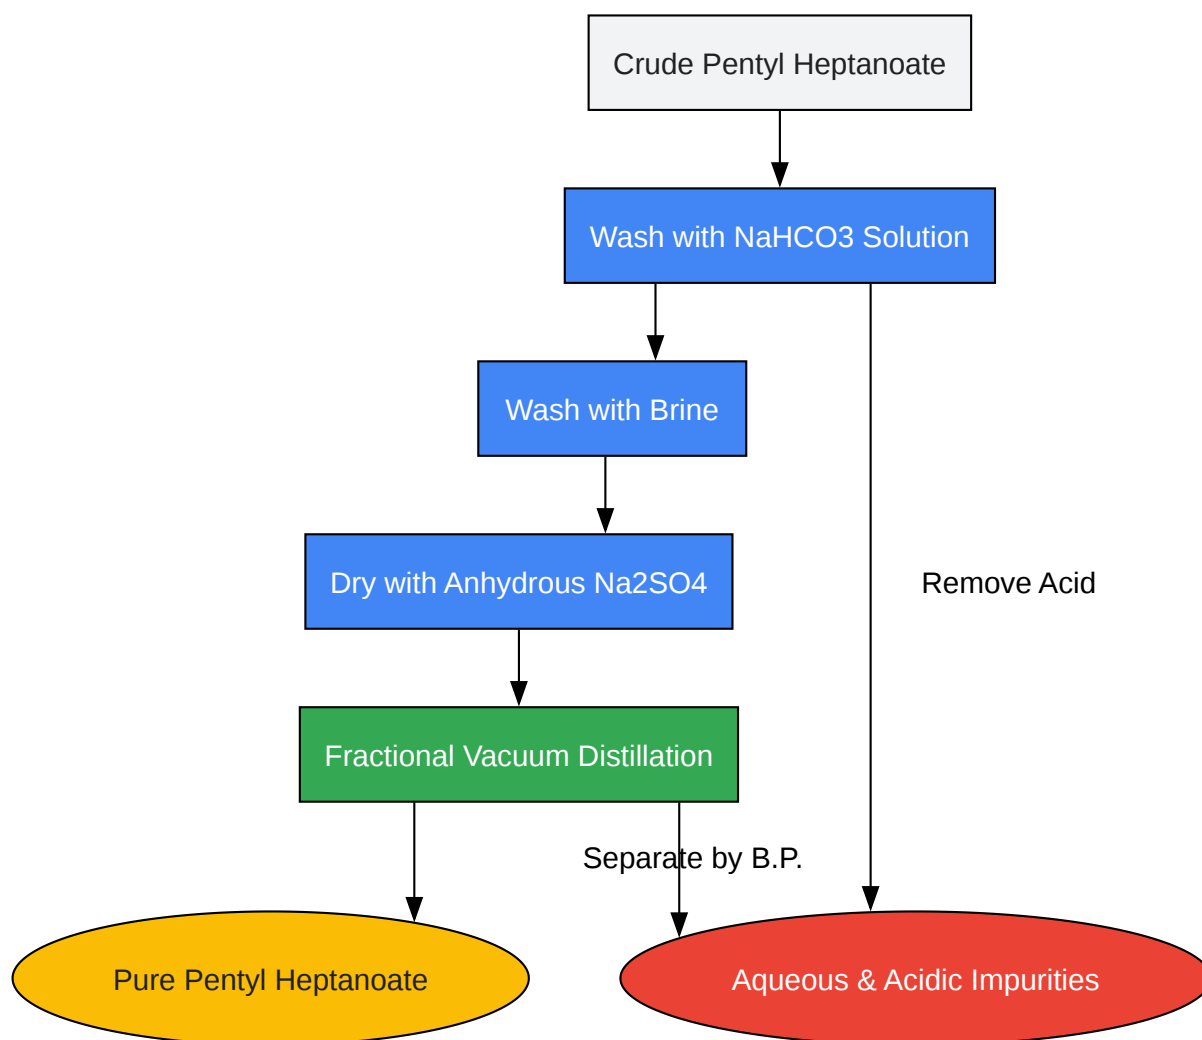 Crude Pentyl Heptanoate
Wash with NaHCO3 Solution
Wash with Brine
Dry with Anhydrous Na2SO4
Remove Acid
Fractional Vacuum Distillation
Separate by B.P.
Pure Pentyl Heptanoate
Aqueous & Acidic Impurities